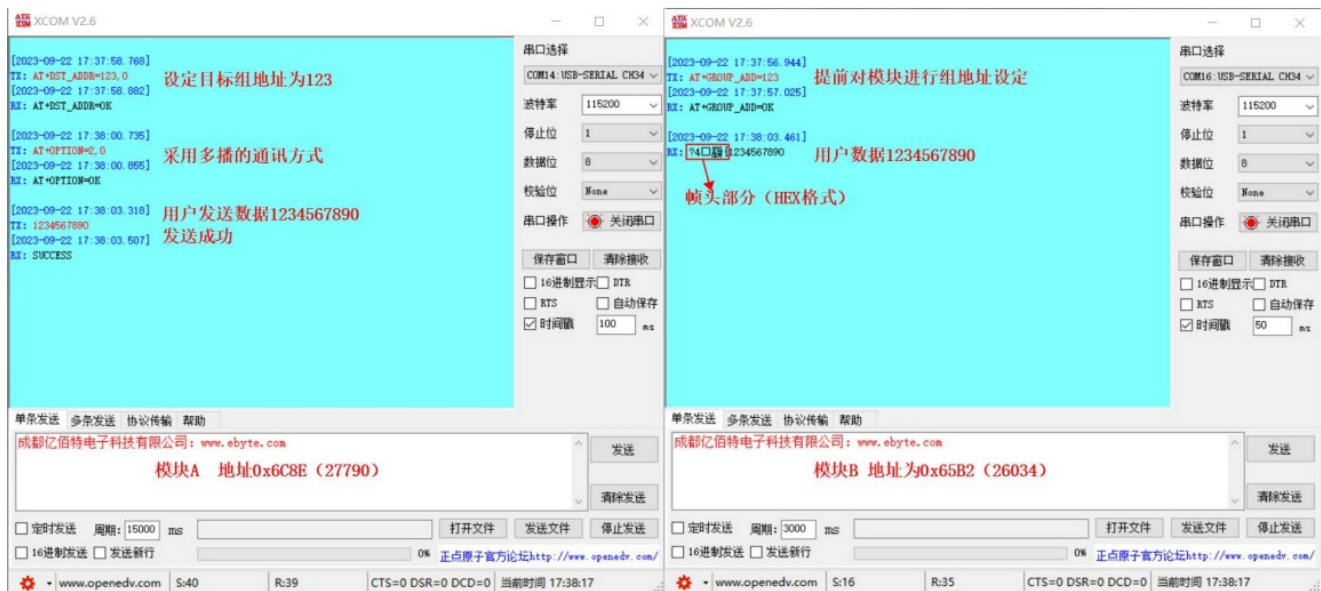 XCOM V2.6
[2023-09-22 17:37:58.768]
TX: AT+DST_ADDR=123,0
设定目标组地址为123
[2023-09-22 17:37:58.882]
RX: AT+DST_ADDR=OK
[2023-09-22 17:38:00.735]
TX: AT+OPTION=2,0
采用多播的通讯方式
[2023-09-22 17:38:00.855]
RX: AT+OPTION=OK
[2023-09-22 17:38:03.318]
用户发送数据1234567890
TX: 1234567890
发送成功
[2023-09-22 17:38:03.507]
RX: SUCCESS
串口选择
COM14:USB-SERIAL CH34
波特率 115200
停止位 1
数据位 8
校验位 None
串口操作 关闭串口
保存窗口 清除接收
16进制显示 DTR
RTS 自动保存
时间戳 100 ms
单条发送 多条发送 协议传输 帮助
成都亿佰特电子科技有限公司: www.ebyte.com
模块A 地址0x6C8E (27790)
发送
清除发送
定时发送 周期: 15000 ms 打开文件 发送文件 停止发送
16进制发送 发送新行 0% 正点原子官方论坛http://www.openedv.com/
www.openedv.com S:40 R:39 CTS=0 DSR=0 DCD=0 当前时间 17:38:17
XCOM V2.6
[2023-09-22 17:37:56.944]
TX: AT+GROUP_ADD=123
提前对模块进行组地址设定
[2023-09-22 17:37:57.025]
RX: AT+GROUP_ADD=OK
[2023-09-22 17:38:03.461]
RX: ?4 1234567890
用户数据1234567890
帧头部分（HEX格式）
串口选择
COM16:USB-SERIAL CH34
波特率 115200
停止位 1
数据位 8
校验位 None
串口操作 关闭串口
保存窗口 清除接收
16进制显示 DTR
RTS 自动保存
时间戳 50 ms
单条发送 多条发送 协议传输 帮助
成都亿佰特电子科技有限公司: www.ebyte.com
模块B 地址为0x65B2 (26034)
发送
清除发送
定时发送 周期: 3000 ms 打开文件 发送文件 停止发送
16进制发送 发送新行 0% 正点原子官方论坛http://www.openedv.com/
www.openedv.com S:16 R:35 CTS=0 DSR=0 DCD=0 当前时间 17:38:17